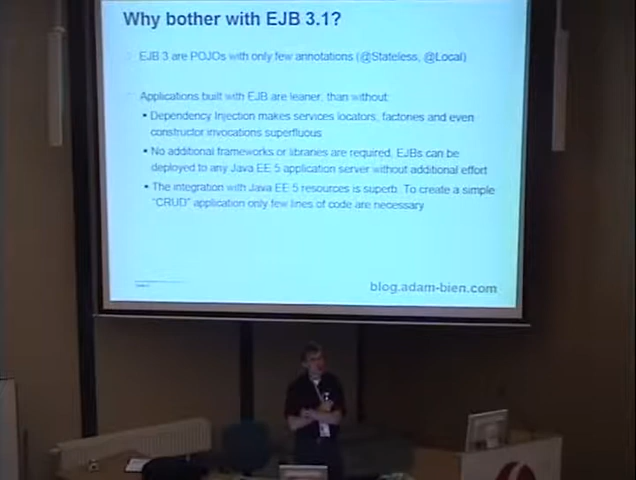 Why bother with EJB 3.1?
EJB 3 are POJOs with only few annotations (@Stateless, @Local)
Applications built with EJB are leaner, than without:
Dependency Injection makes services locators, factories and even
constructor invocations superfluous
No additional frameworks or libraries are required, EJBs can be
deployed to any Java EE 5 application server without additional effort
The integration with Java EE 5 resources is superb. To create a simple
"CRUD" application only few lines of code are necessary
blog.adam-bien.com